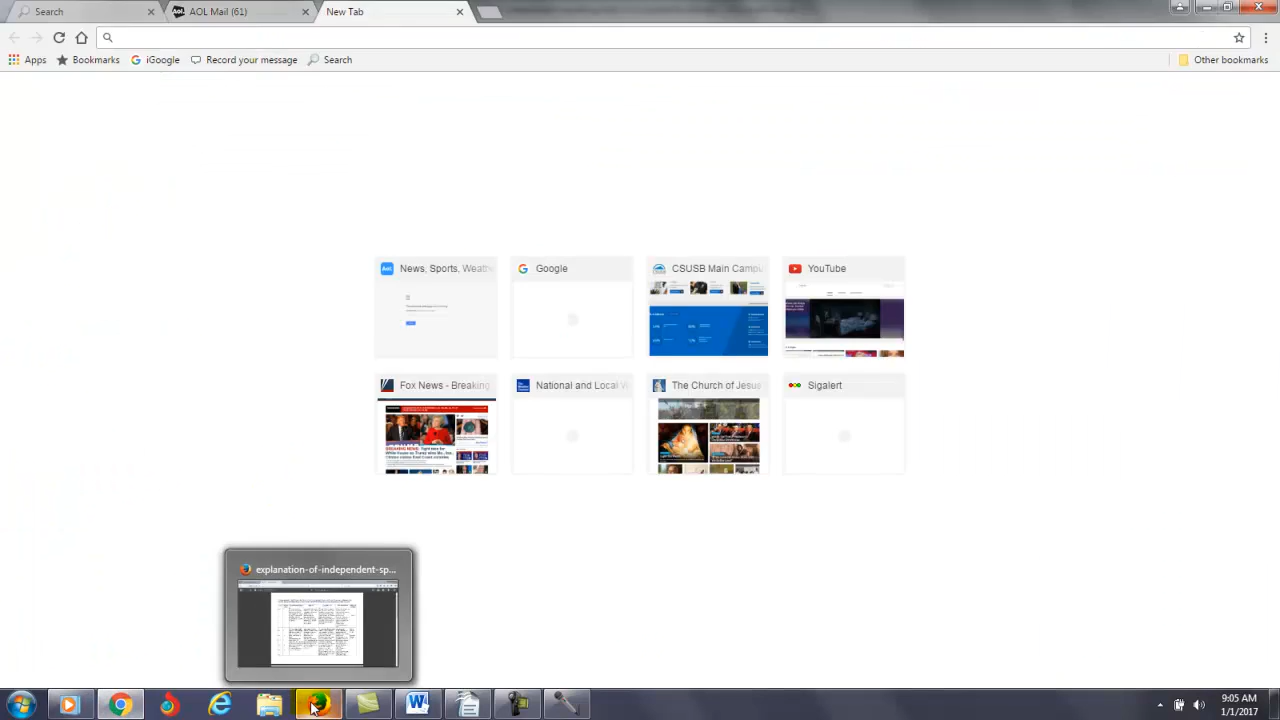 Search
AOL Mail (61)
New Tab
Apps
Bookmarks
iGoogle
Record your message
Search
Other bookmarks
News, Sports, Weathe
Google
CSUSB Main Campu
YouTube
Fox News - Breaking
National and Local
The Church of Jesus
Sigalert
explanation-of-independent-sp...
9:05 AM
1/1/2017